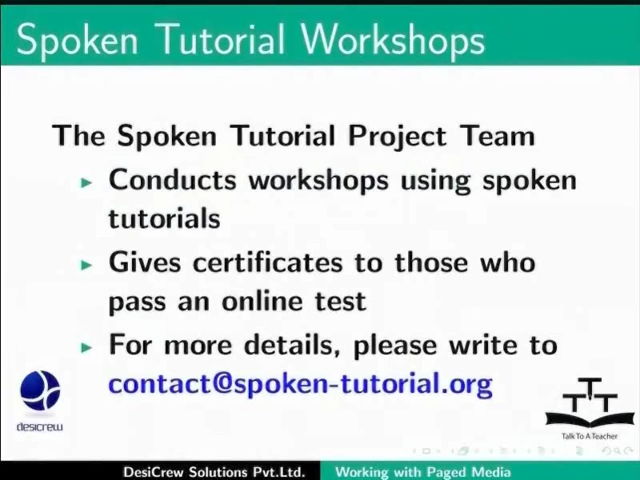 Spoken Tutorial Workshops
The Spoken Tutorial Project Team
Conducts workshops using spoken
tutorials
Gives certificates to those who
pass an online test
For more details, please write to
contact@spoken-tutorial.org
desicrew
TTT
Talk To A Teacher
DesiCrew Solutions Pvt.Ltd.
Working with Paged Media